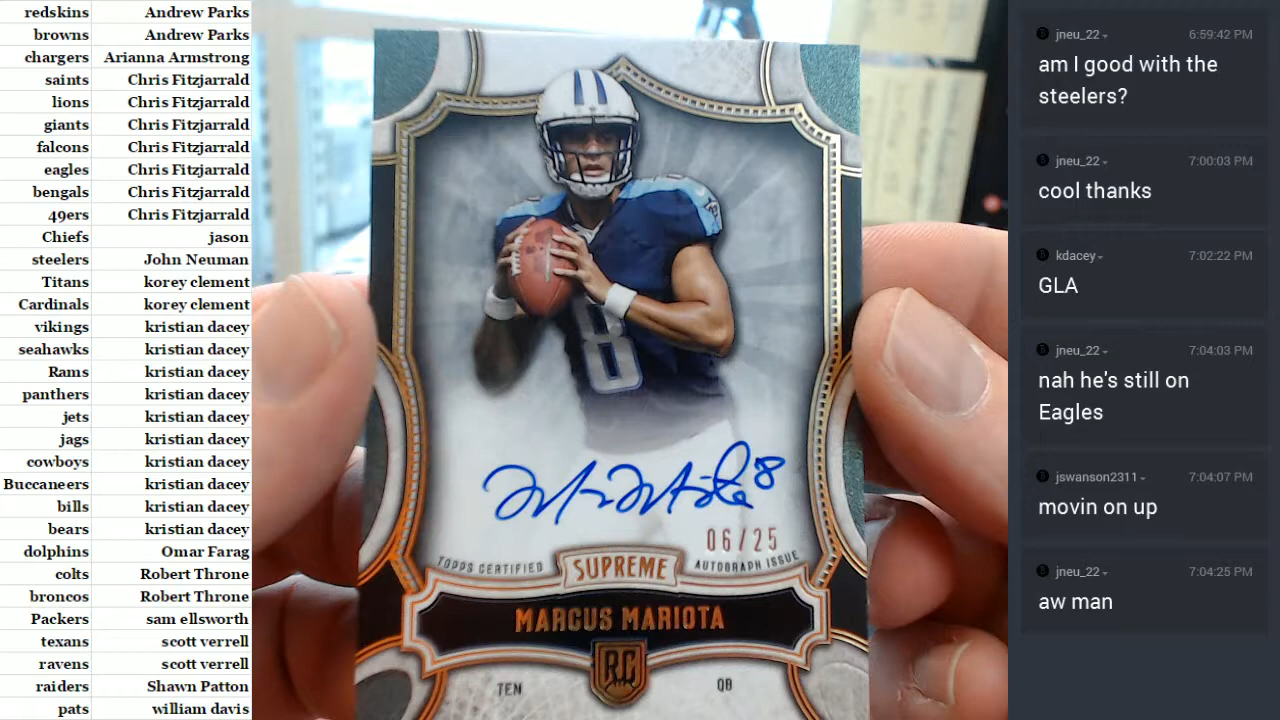 redskins Andrew Parks
browns Andrew Parks
chargers Arianna Armstrong
saints Chris Fitzjarrald
lions Chris Fitzjarrald
giants Chris Fitzjarrald
falcons Chris Fitzjarrald
eagles Chris Fitzjarrald
bengals Chris Fitzjarrald
49ers Chris Fitzjarrald
Chiefs jason
steelers John Neuman
Titans korey clement
Cardinals korey clement
vikings kristian dacey
seahawks kristian dacey
Rams kristian dacey
panthers kristian dacey
jets kristian dacey
jags kristian dacey
cowboys kristian dacey
Buccaneers kristian dacey
bills kristian dacey
bears kristian dacey
dolphins Omar Farag
colts Robert Throne
broncos Robert Throne
Packers sam ellsworth
texans scott verrell
ravens scott verrell
raiders Shawn Patton
pats william davis
8
8
06/25
TOPPS CERTIFIED
SUPREME
AUTOGRAPH ISSUE
MARCUS MARIOTA
RC
TEN
QB
jneu_22 6:59:42 PM
am I good with the
steelers?
jneu_22 7:00:03 PM
cool thanks
kdacey 7:02:22 PM
GLA
jneu_22 7:04:03 PM
nah he's still on
Eagles
jswanson2311 7:04:07 PM
movin on up
jneu_22 7:04:25 PM
aw man